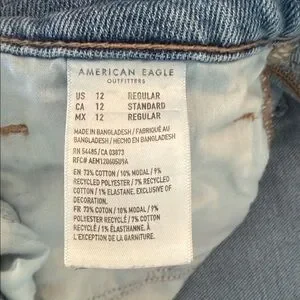 AMERICAN EAGLE
OUTFITTERS
US 12 REGULAR
CA 12 STANDARD
MX 12 REGULAR
MADE IN BANGLADESH / FABRIQUÉ AU
BANGLADESH / HECHO EN BANGLADESH
RN 54485/ CA 03873
RFC# AEM120605U9A
EN 73% COTTON / 10% MODAL / 9%
RECYCLED POLYESTER / 7% RECYCLED
COTTON / 1% ELASTANE. EXCLUSIVE OF
DECORATION.
FR 73% COTON / 10% MODAL / 9%
POLYESTER RECYCLÉ / 7% COTON
RECYCLÉ / 1% ÉLASTHANNE. À
L'EXCEPTION DE LA GARNITURE.